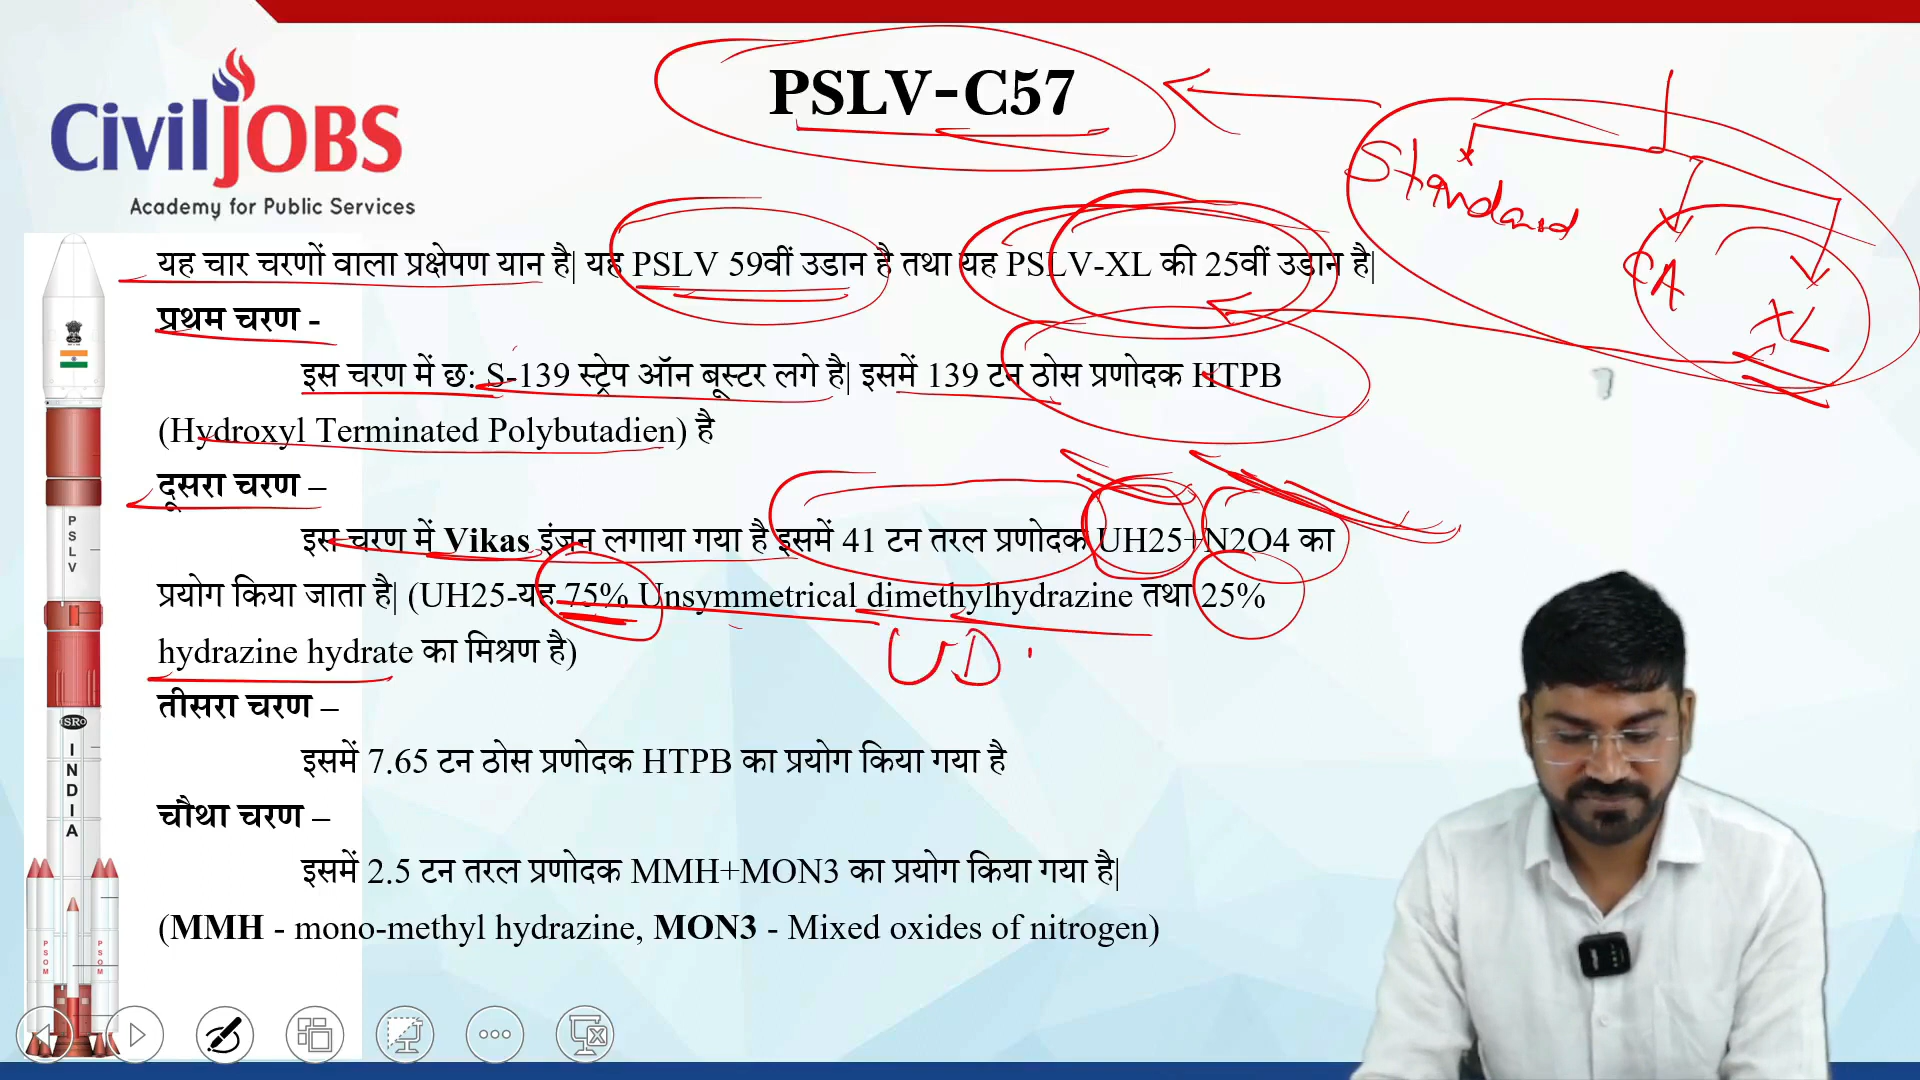 PSLV-C57
CivilJOBS
Academy for Public Services
Standard
CA
XL
यह चार चरणों वाला प्रक्षेपण यान है| यह PSLV 59वीं उडान है तथा यह PSLV-XL की 25वीं उडान है|
प्रथम चरण -
इस चरण में छ: S-139 स्ट्रेप ऑन बूस्टर लगे है| इसमें 139 टन ठोस प्रणोदक HTPB
(Hydroxyl Terminated Polybutadien) है
दूसरा चरण –
इस चरण में Vikas इंजन लगाया गया है इसमें 41 टन तरल प्रणोदक UH25+N2O4 का
प्रयोग किया जाता है| (UH25-यह 75% Unsymmetrical dimethylhydrazine तथा 25%
hydrazine hydrate का मिश्रण है)
UD
तीसरा चरण –
इसमें 7.65 टन ठोस प्रणोदक HTPB का प्रयोग किया गया है
चौथा चरण –
इसमें 2.5 टन तरल प्रणोदक MMH+MON3 का प्रयोग किया गया है|
(MMH - mono-methyl hydrazine, MON3 - Mixed oxides of nitrogen)
PSLV
ISRO
INDIA
PSOM
PSOM